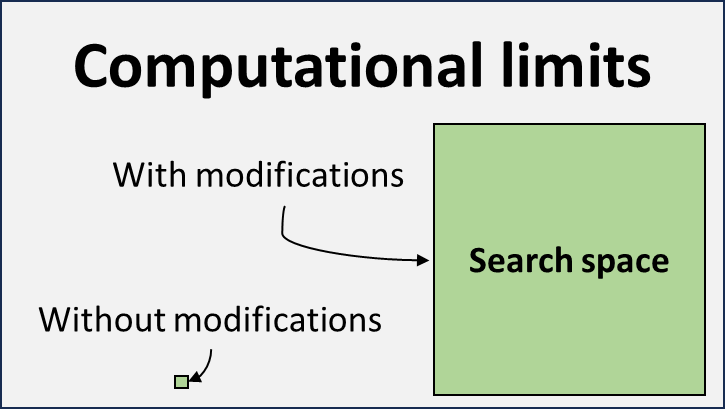 Computational limits
With modifications
Search space
Without modifications